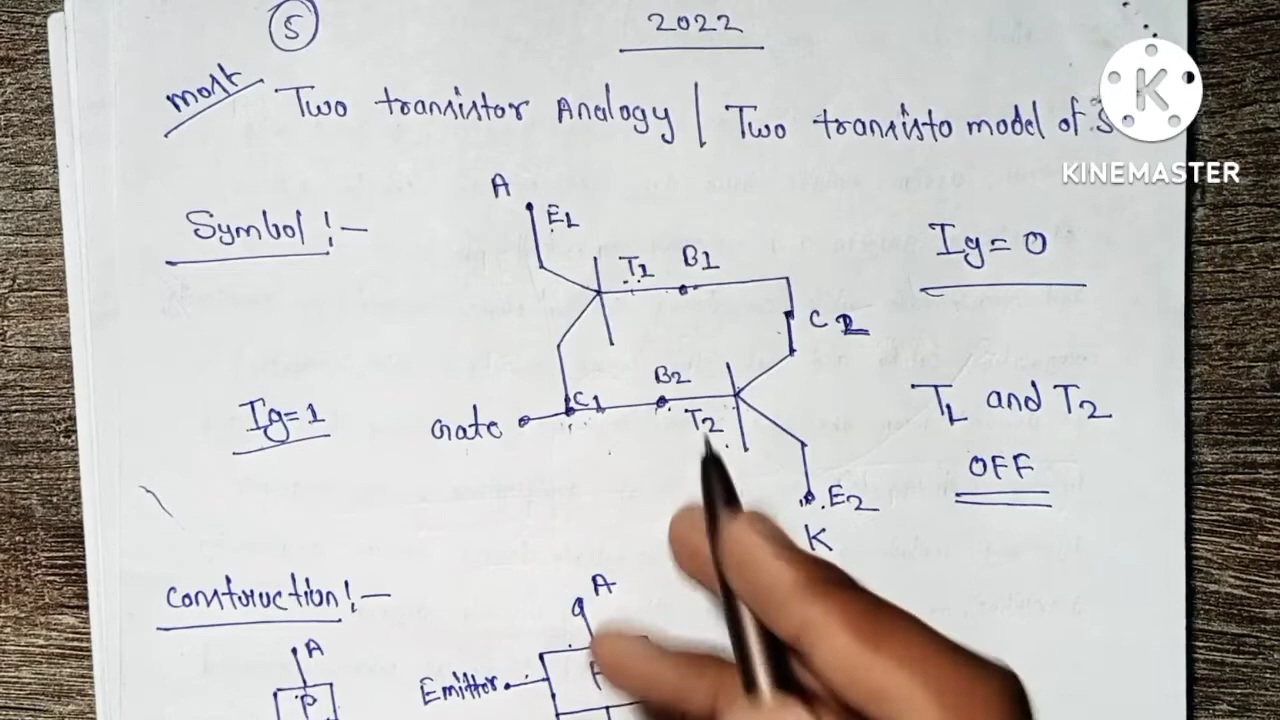 5
2022
most
Two transistor Analogy | Two transisto model of S
K
KINEMASTER
Symbol :-
A
E1
T1
B1
C2
Ig=0
Ig=1
Gate
C1
B2
T2
T1 and T2
OFF
E2
K
Consturuction :-
A
P
A
Emitter
P